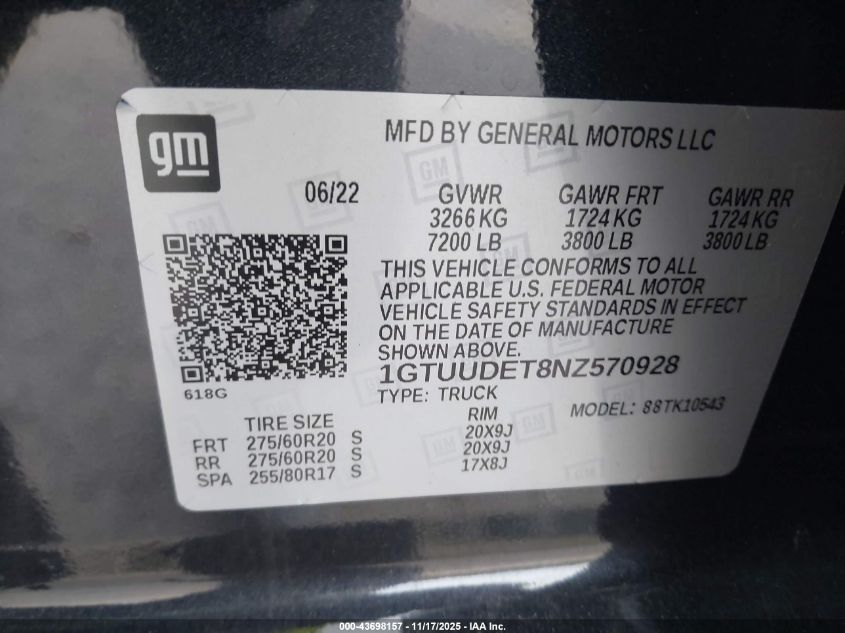 gm
MFD BY GENERAL MOTORS LLC
06/22
GVWR GAWR FRT GAWR RR
3266 KG 1724 KG 1724 KG
7200 LB 3800 LB 3800 LB
THIS VEHICLE CONFORMS TO ALL
APPLICABLE U.S. FEDERAL MOTOR
VEHICLE SAFETY STANDARDS IN EFFECT
ON THE DATE OF MANUFACTURE
SHOWN ABOVE.
1GTUUDET8NZ570928
TYPE: TRUCK
MODEL: 88TK10543
618G
TIRE SIZE RIM
FRT 275/60R20 S 20X9J
RR 275/60R20 S 20X9J
SPA 255/80R17 S 17X8J
000-43698157 - 11/17/2025 - IAA Inc.